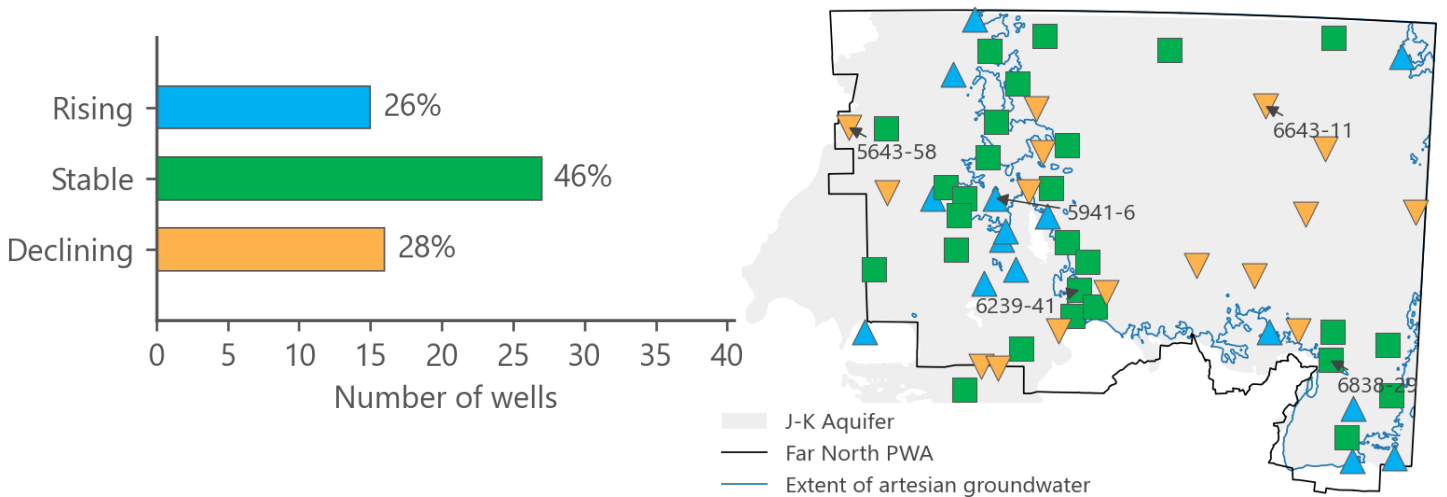 Rising
26%
Stable
46%
Declining
28%
0 5 10 15 20 25 30 35 40
Number of wells
6643-11
5643-58
5941-6
6239-41
6838-29
J-K Aquifer
Far North PWA
Extent of artesian groundwater